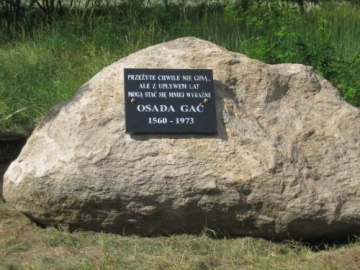 PRZEŻYTE CHWILE NIE GINĄ,
ALE Z UPŁYWEM LAT
MOGĄ STAĆ SIĘ MNIEJ WYRAŹNE
OSADA GAĆ
1560 - 1973